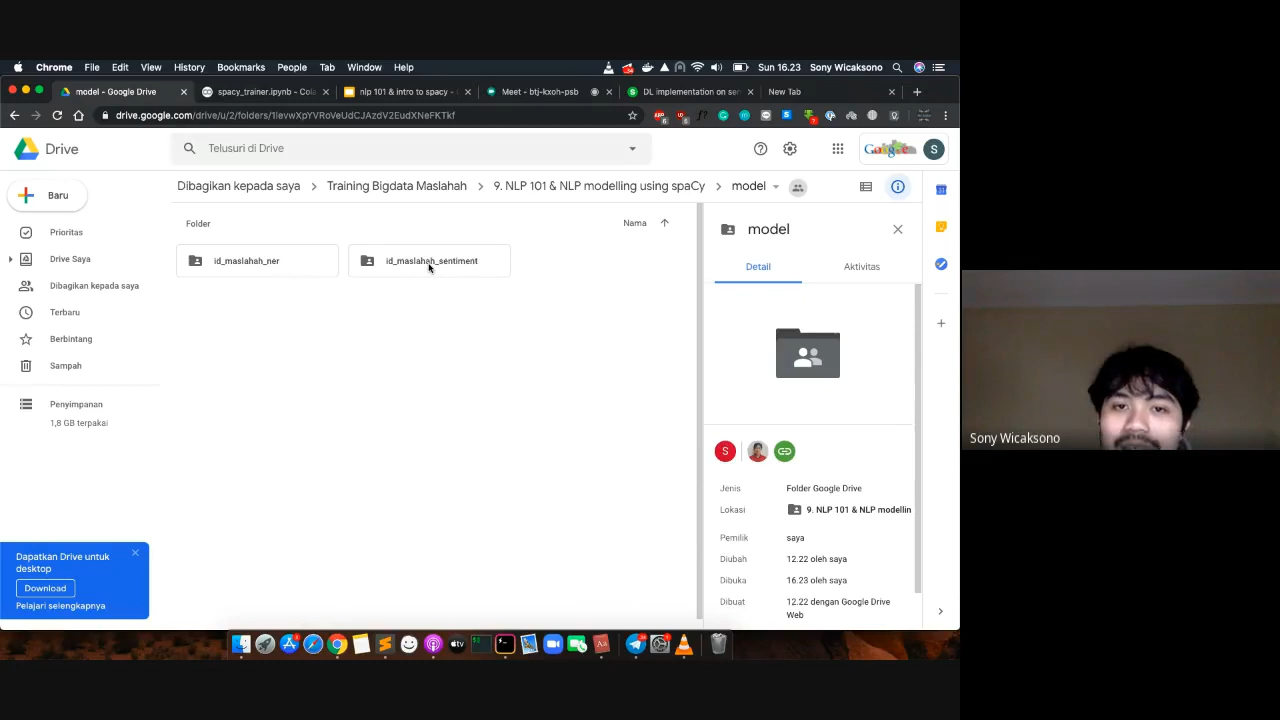 Chrome File Edit View History Bookmarks People Tab Window Help
Sun 16.23 Sony Wicaksono
model - Google Drive
spacy_trainer.ipynb - Cola
nlp 101 & intro to spacy - G
Meet - btj-kxoh-psb
DL implementation on ser
New Tab
drive.google.com/drive/u/2/folders/1IevwXpYVRoVeUdCJAzdV2EudXNeFKTkf
Drive
Telusuri di Drive
Google
S
Baru
Dibagikan kepada saya > Training Bigdata Maslahah > 9. NLP 101 & NLP modelling using spaCy > model
Prioritas
Drive Saya
Dibagikan kepada saya
Terbaru
Berbintang
Sampah
Penyimpanan
1,8 GB terpakai
Folder
Nama
id_maslahah_ner
id_maslahah_sentiment
model
Detail
Aktivitas
S
Jenis Folder Google Drive
Lokasi 9. NLP 101 & NLP modellin
Pemilik saya
Diubah 12.22 oleh saya
Dibuka 16.23 oleh saya
Dibuat 12.22 dengan Google Drive
Web
Dapatkan Drive untuk
desktop
Download
Pelajari selengkapnya
Sony Wicaksono